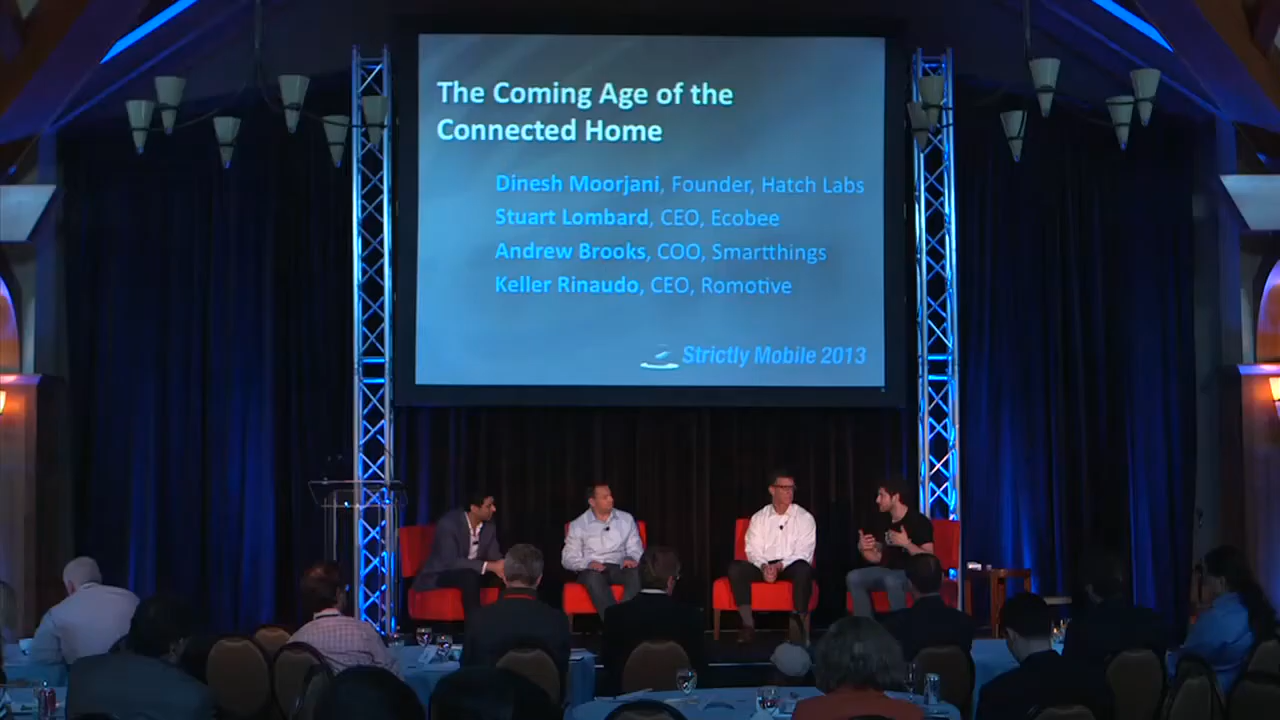 The Coming Age of the
Connected Home
Dinesh Moorjani, Founder, Hatch Labs
Stuart Lombard, CEO, Ecobee
Andrew Brooks, COO, Smartthings
Keller Rinaudo, CEO, Romotive
Strictly Mobile 2013